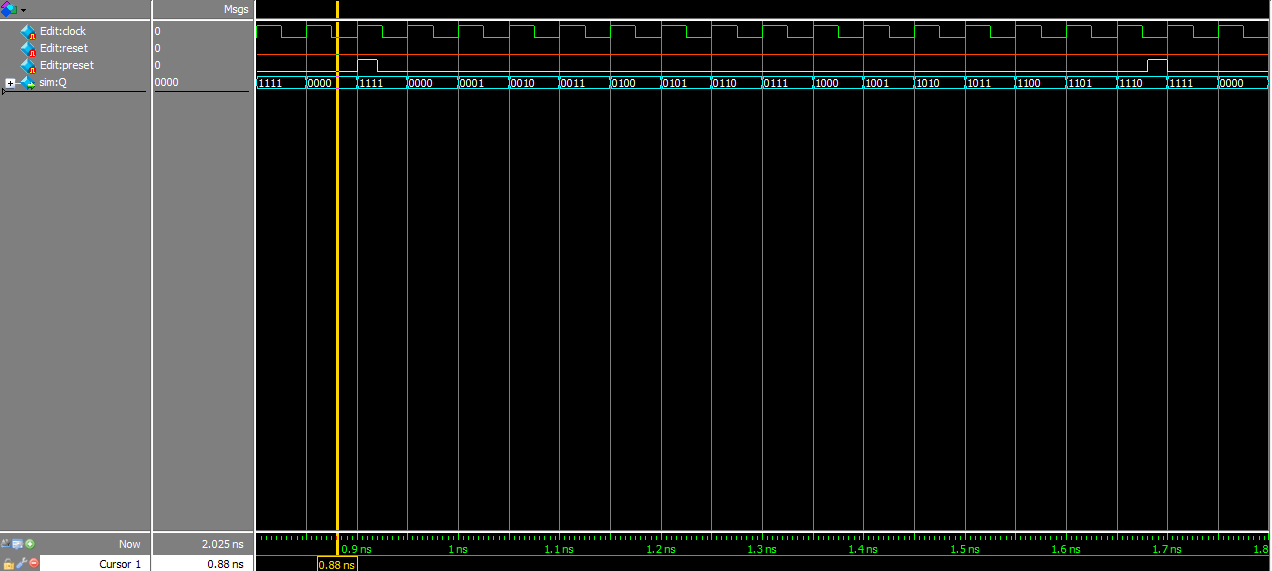 Msgs
Edit:clock 0
Edit:reset 0
Edit:preset 0
sim:Q 0000 1111 0000 1111 0000 0001 0010 0011 0100 0101 0110 0111 1000 1001 1010 1011 1100 1101 1110 1111 0000
Now 2.025 ns 0.9 ns 1 ns 1.1 ns 1.2 ns 1.3 ns 1.4 ns 1.5 ns 1.6 ns 1.7 ns 1.8
Cursor 1 0.88 ns 0.88 ns